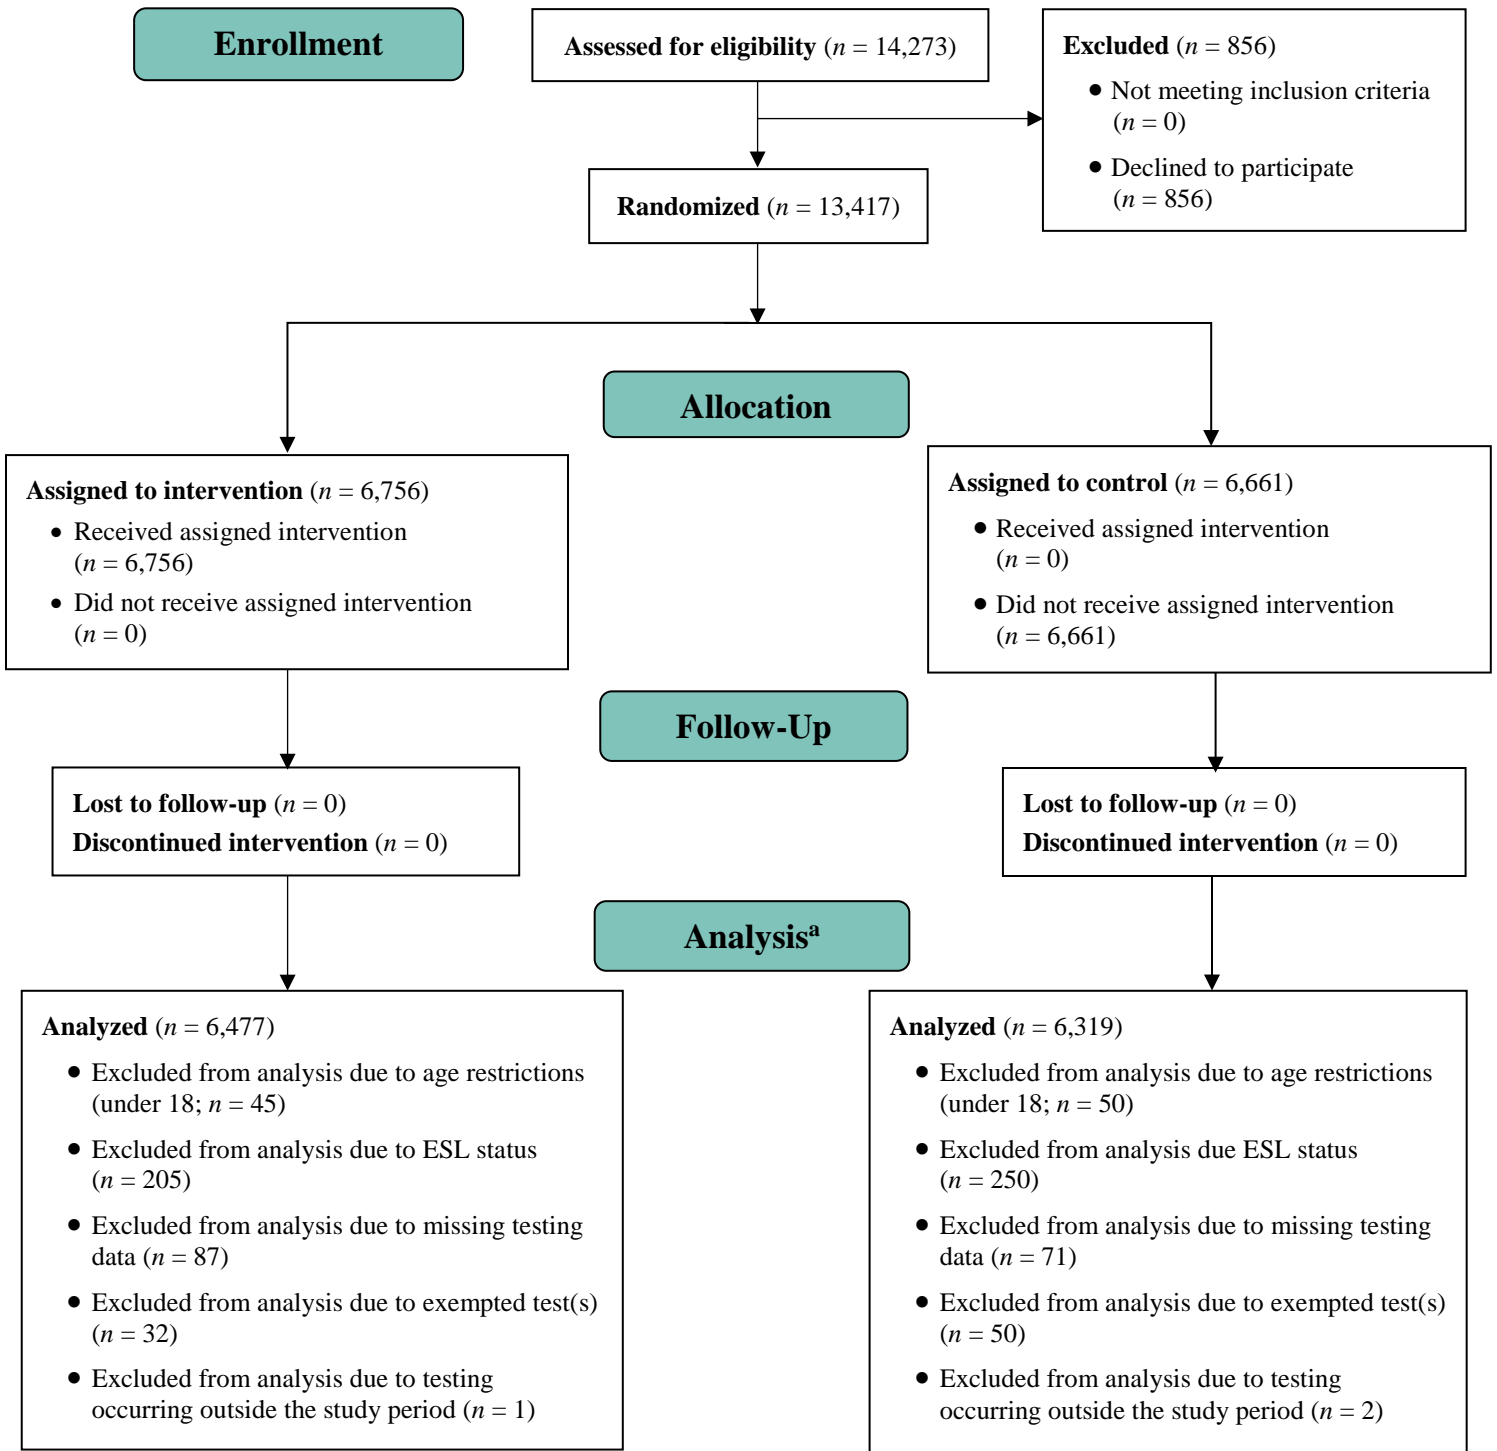 Enrollment
Assessed for eligibility (n = 14,273)
Excluded (n = 856)
• Not meeting inclusion criteria
(n = 0)
• Declined to participate
(n = 856)
Randomized (n = 13,417)
Allocation
Assigned to intervention (n = 6,756)
• Received assigned intervention
(n = 6,756)
• Did not receive assigned intervention
(n = 0)
Assigned to control (n = 6,661)
• Received assigned intervention
(n = 0)
• Did not receive assigned intervention
(n = 6,661)
Follow-Up
Lost to follow-up (n = 0)
Discontinued intervention (n = 0)
Lost to follow-up (n = 0)
Discontinued intervention (n = 0)
Analysisᵃ
Analyzed (n = 6,477)
• Excluded from analysis due to age restrictions
(under 18; n = 45)
• Excluded from analysis due to ESL status
(n = 205)
• Excluded from analysis due to missing testing
data (n = 87)
• Excluded from analysis due to exempted test(s)
(n = 32)
• Excluded from analysis due to testing
occurring outside the study period (n = 1)
Analyzed (n = 6,319)
• Excluded from analysis due to age restrictions
(under 18; n = 50)
• Excluded from analysis due ESL status
(n = 250)
• Excluded from analysis due to missing testing
data (n = 71)
• Excluded from analysis due to exempted test(s)
(n = 50)
• Excluded from analysis due to testing
occurring outside the study period (n = 2)